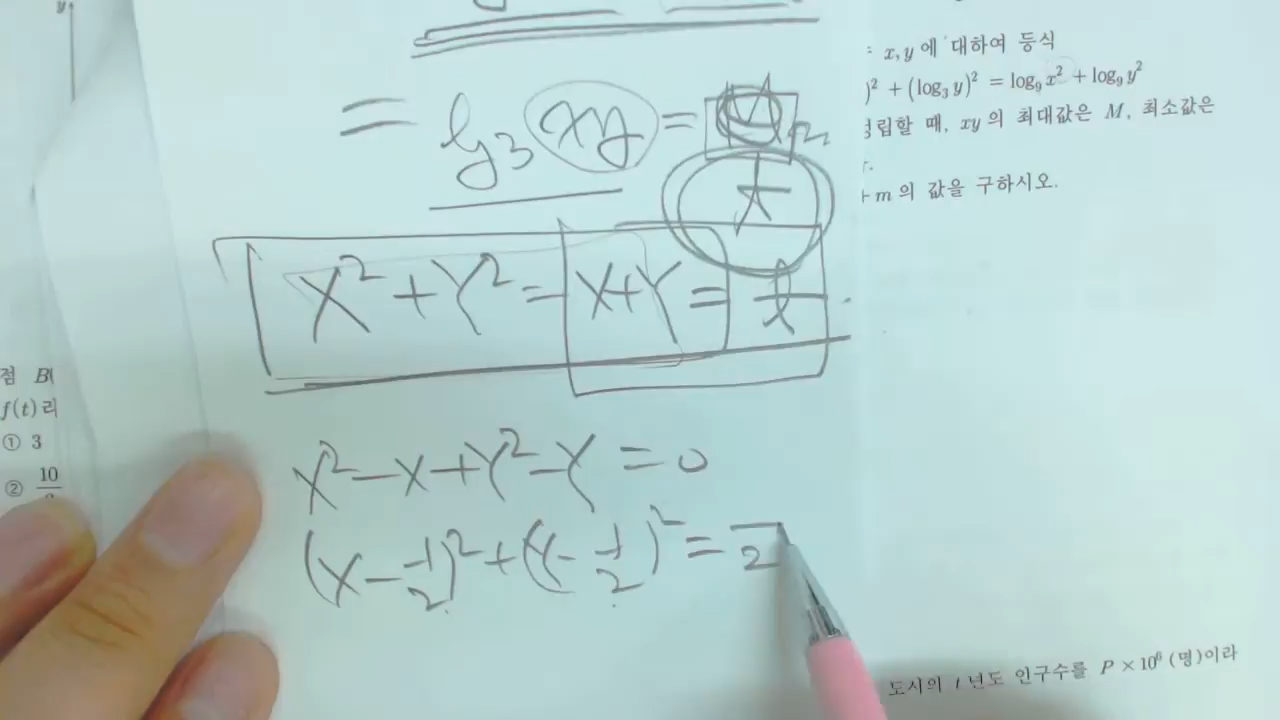 y
x, y 에 대하여 등식
)² + (log₃ y)² = log₉ x² + log₉ y²
립할 때, xy 의 최대값은 M, 최소값은
m 의 값을 구하시오.
= log₃ xy =
m
t
X² + Y² = X+Y = t
X² - X + Y² - Y = 0
(X - 1/2)² + (Y - 1/2)² = /2
점 B(
f(t) 라
① 3
② 10
도시의 t 년도 인구수를 P × 10⁶ (명)이라